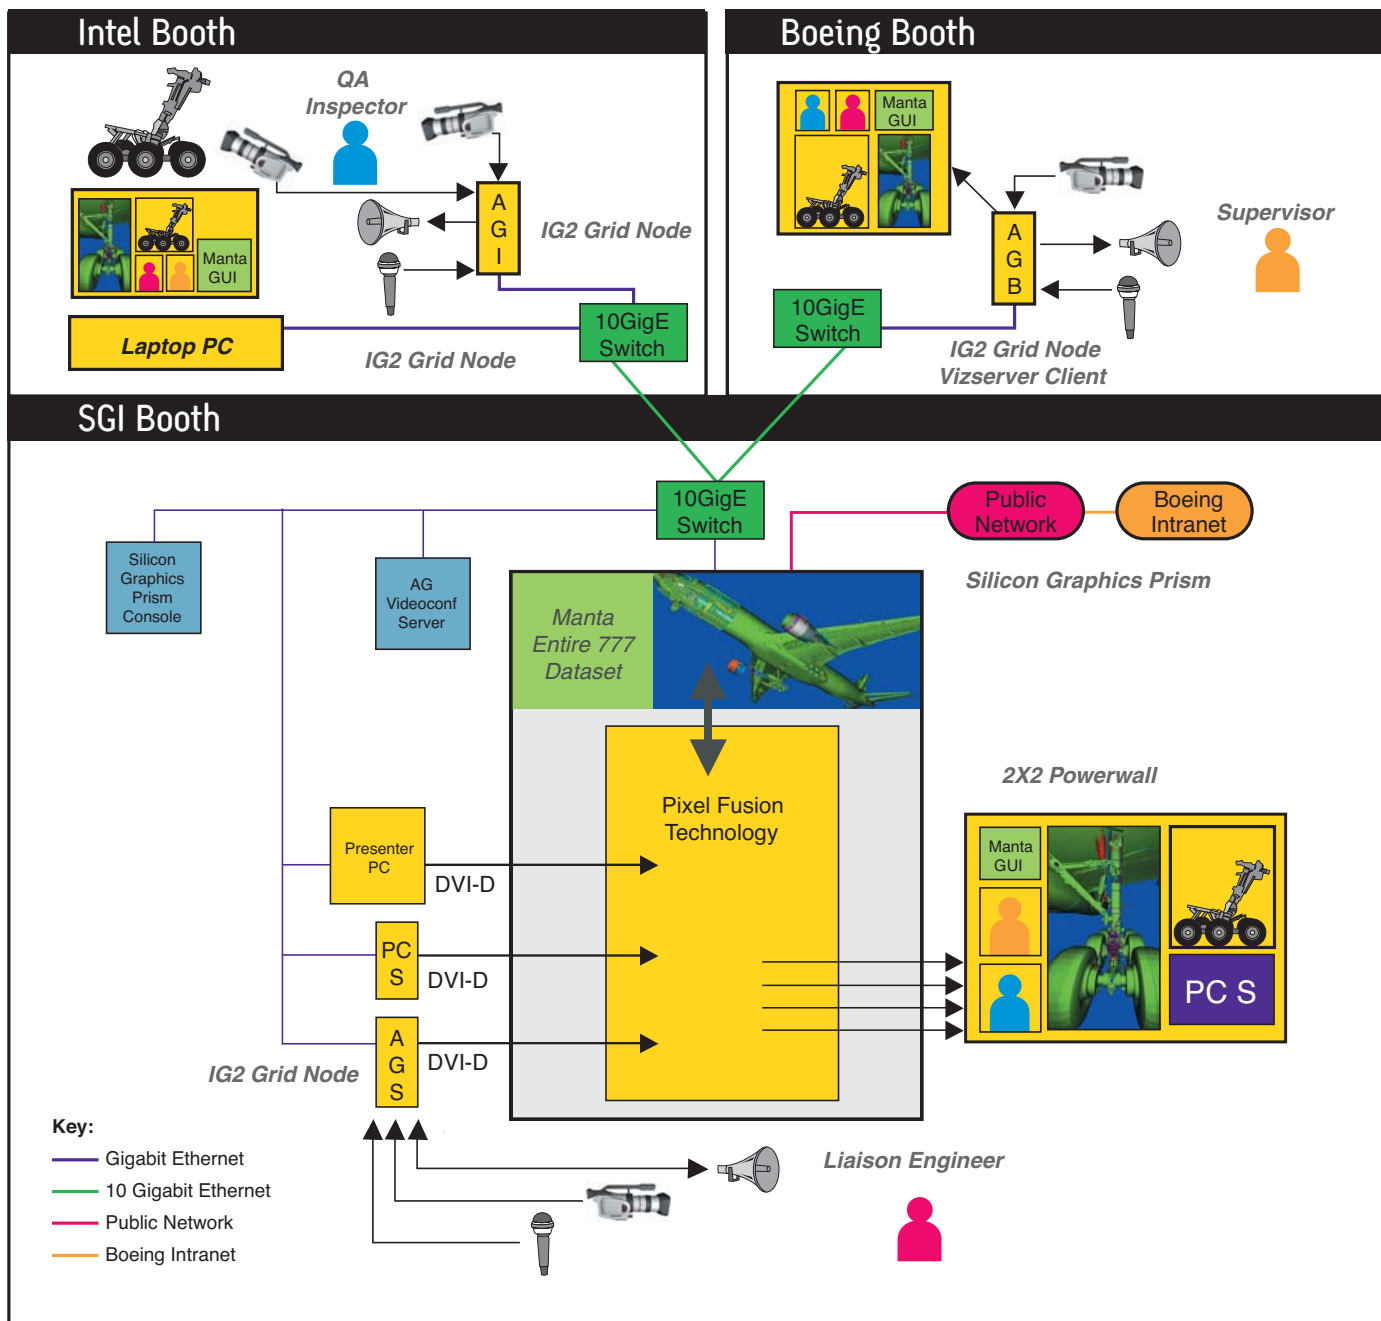 Intel Booth
QA
Inspector
A
G
I
IG2 Grid Node
Manta
GUI
Laptop PC
IG2 Grid Node
10GigE
Switch
Boeing Booth
Manta
GUI
A
G
B
Supervisor
10GigE
Switch
IG2 Grid Node
Vizserver Client
SGI Booth
10GigE
Switch
Public
Network
Boeing
Intranet
Silicon Graphics Prism
Silicon
Graphics
Prism
Console
AG
Videoconf
Server
Manta
Entire 777
Dataset
Pixel Fusion
Technology
2X2 Powerwall
Presenter
PC
DVI-D
PC
S
DVI-D
A
G
S
DVI-D
IG2 Grid Node
Manta
GUI
PC S
Key:
Gigabit Ethernet
10 Gigabit Ethernet
Public Network
Boeing Intranet
Liaison Engineer